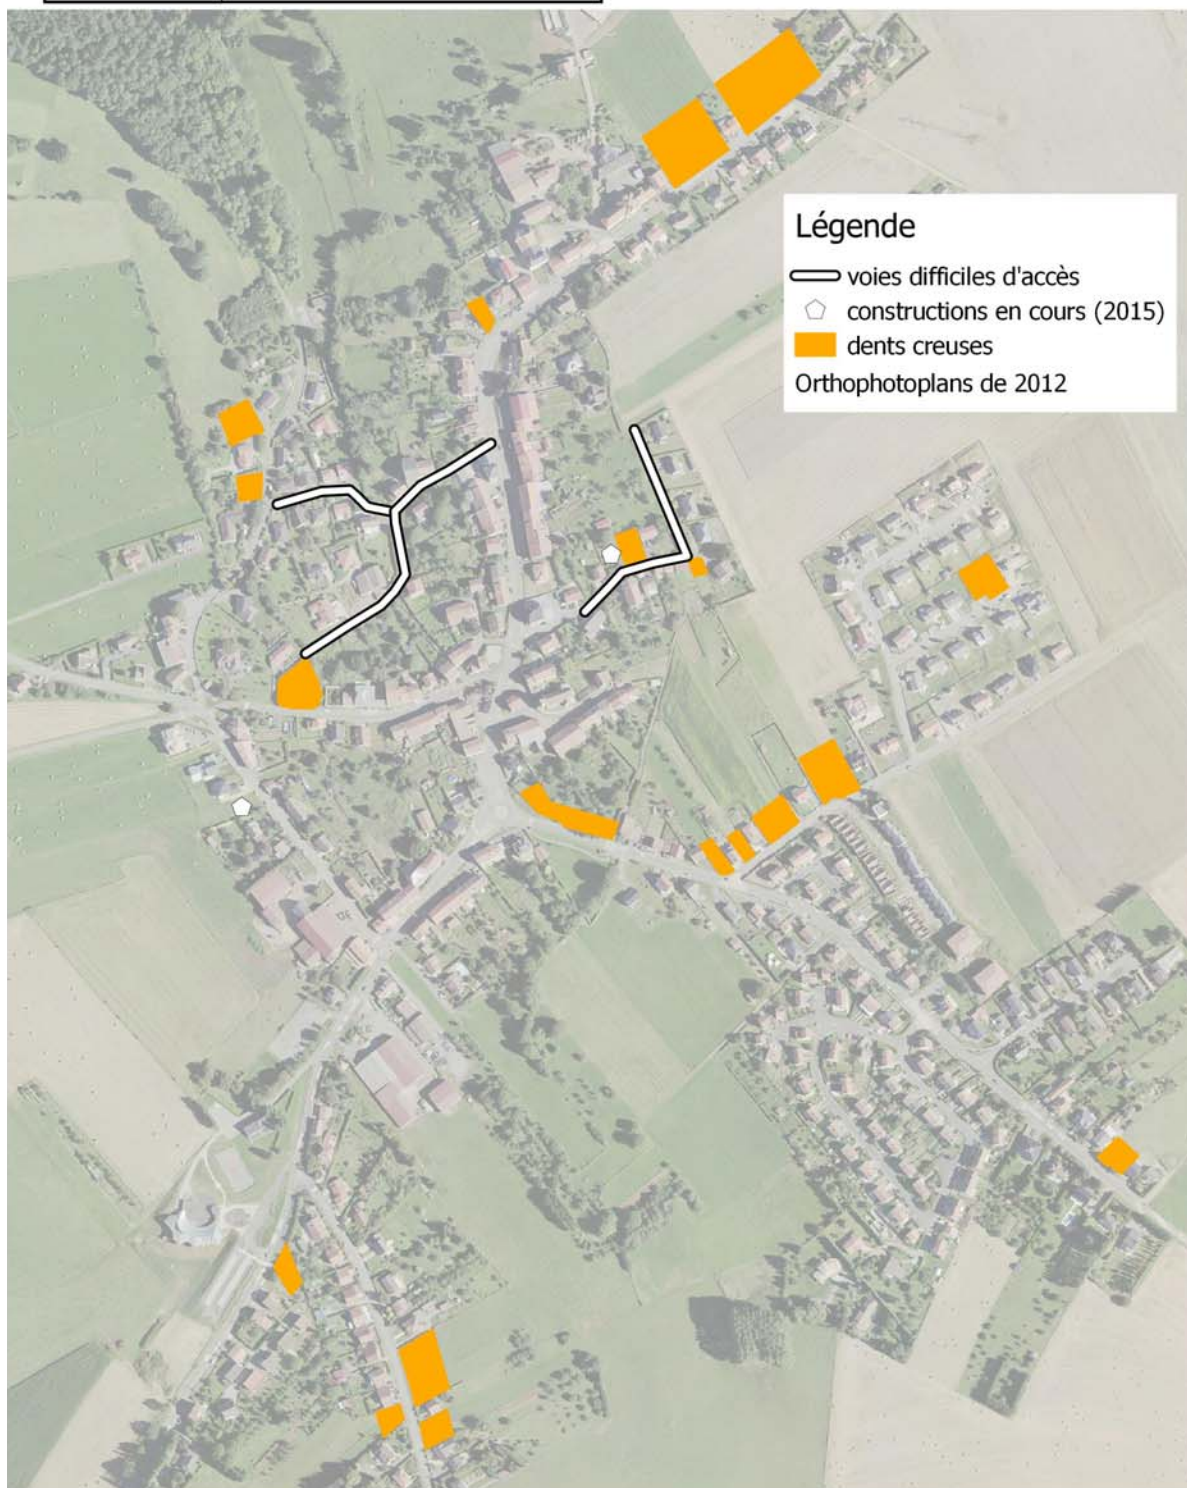 Légende
voies difficiles d'accès
constructions en cours (2015)
dents creuses
Orthophotoplans de 2012